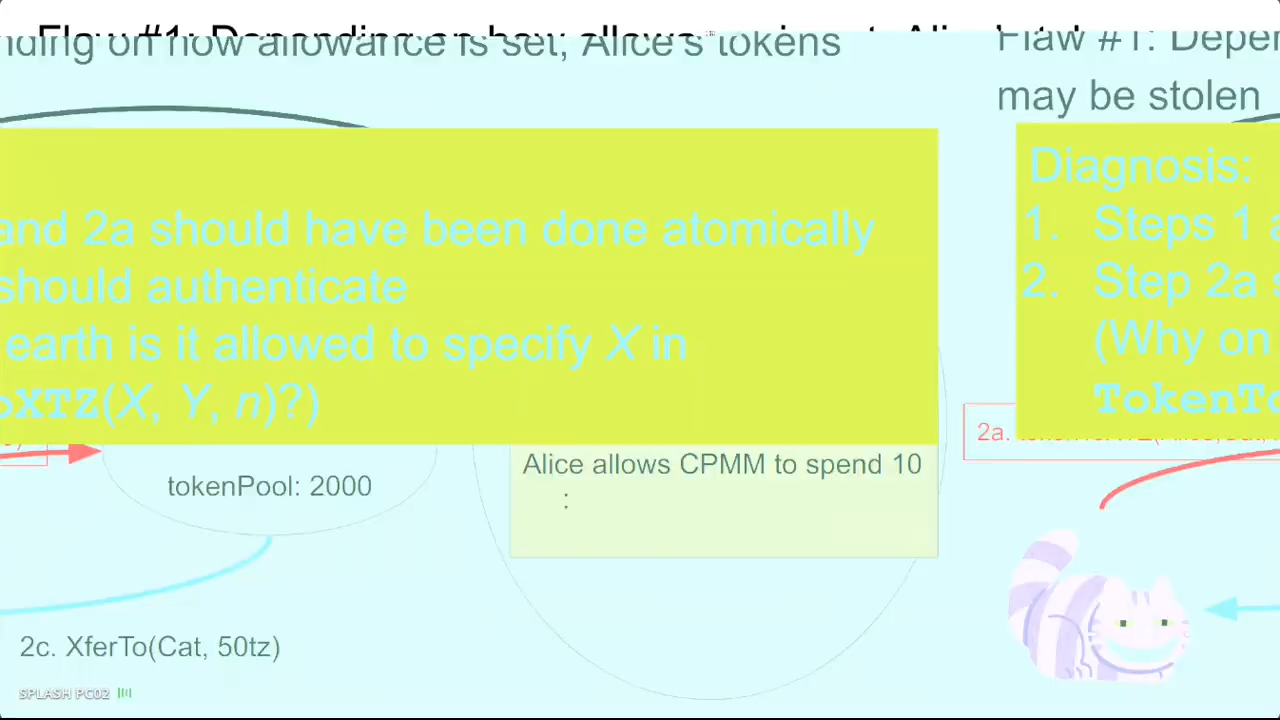 nding on how allowance is set, Alice's tokens
Flaw #1: Depen
may be stolen
and 2a should have been done atomically
should authenticate
earth is it allowed to specify X in
oXTZ(X, Y, n)?)
Diagnosis:
1. Steps 1 a
2. Step 2a s
(Why on
TokenTo
2a.
Alice allows CPMM to spend 10
:
tokenPool: 2000
2c. XferTo(Cat, 50tz)
SPLASH PC02